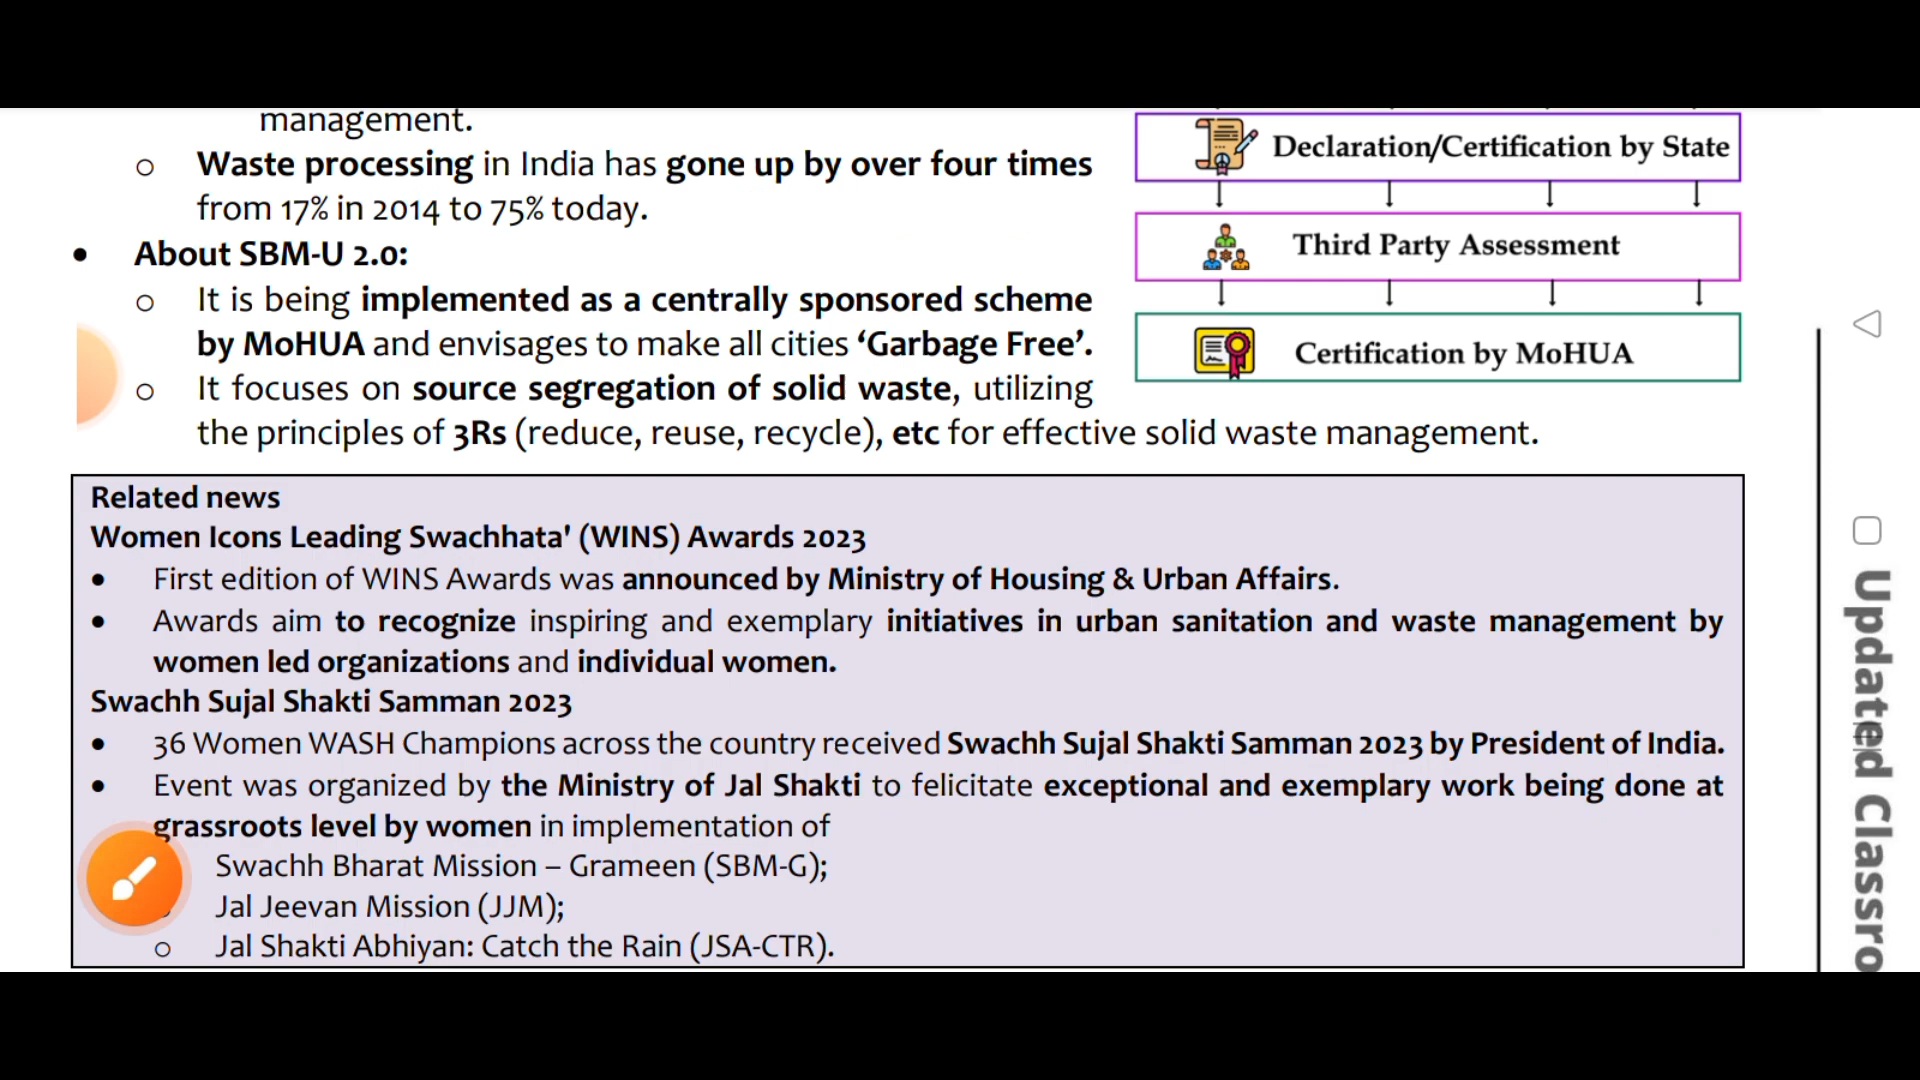 management.
o Waste processing in India has gone up by over four times
from 17% in 2014 to 75% today.
• About SBM-U 2.0:
o It is being implemented as a centrally sponsored scheme
by MoHUA and envisages to make all cities ‘Garbage Free’.
o It focuses on source segregation of solid waste, utilizing
the principles of 3Rs (reduce, reuse, recycle), etc for effective solid waste management.
Declaration/Certification by State
Third Party Assessment
Certification by MoHUA
Related news
Women Icons Leading Swachhata' (WINS) Awards 2023
• First edition of WINS Awards was announced by Ministry of Housing & Urban Affairs.
• Awards aim to recognize inspiring and exemplary initiatives in urban sanitation and waste management by
women led organizations and individual women.
Swachh Sujal Shakti Samman 2023
• 36 Women WASH Champions across the country received Swachh Sujal Shakti Samman 2023 by President of India.
• Event was organized by the Ministry of Jal Shakti to felicitate exceptional and exemplary work being done at
grassroots level by women in implementation of
Swachh Bharat Mission – Grameen (SBM-G);
Jal Jeevan Mission (JJM);
o Jal Shakti Abhiyan: Catch the Rain (JSA-CTR).
Updated Classro